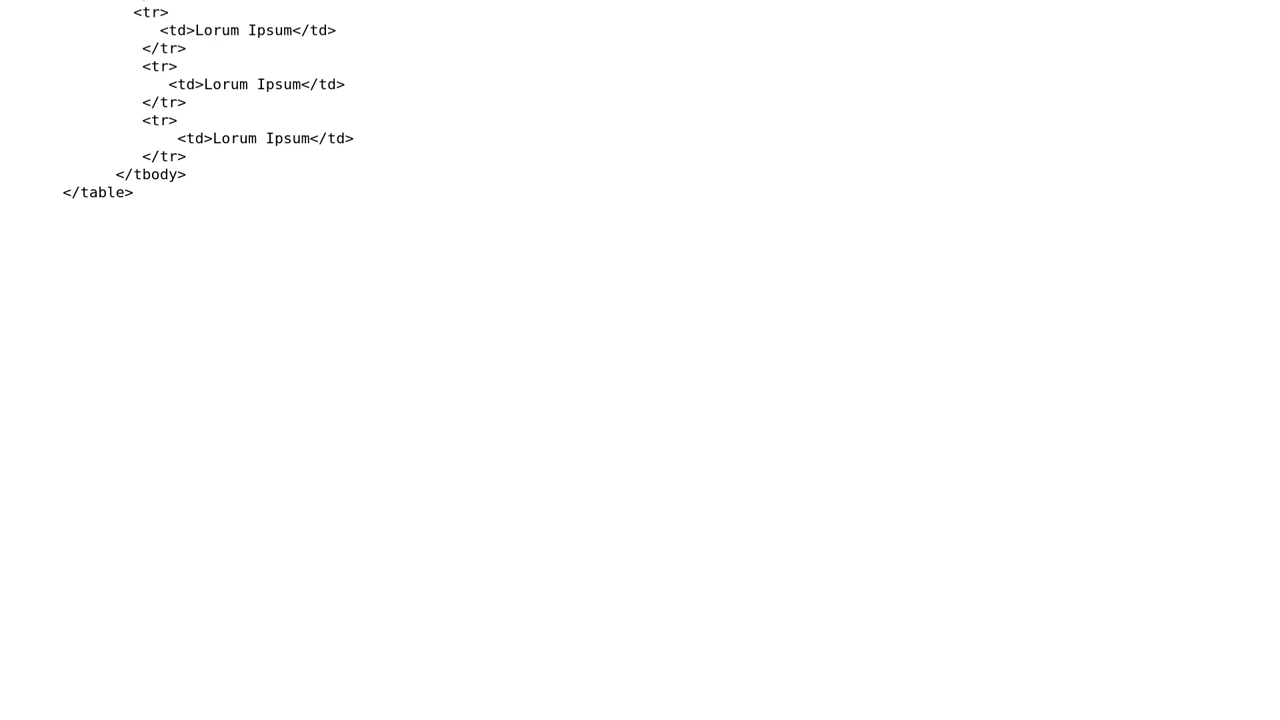 <tr>
<td>Lorum Ipsum</td>
</tr>
<tr>
<td>Lorum Ipsum</td>
</tr>
<tr>
<td>Lorum Ipsum</td>
</tr>
</tbody>
</table>